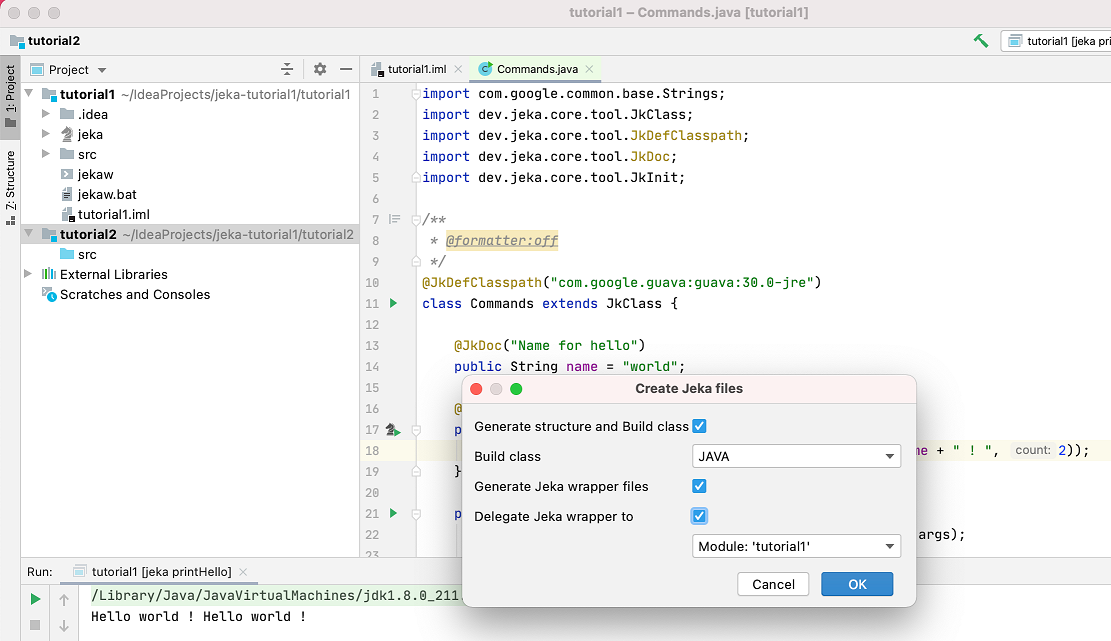 tutorial1 – Commands.java [tutorial1]
tutorial2
tutorial1 [jeka pri
Project
tutorial1.iml
Commands.java
1: Project
Z: Structure
tutorial1 ~/IdeaProjects/jeka-tutorial1/tutorial1
.idea
jeka
src
jekaw
jekaw.bat
tutorial1.iml
tutorial2 ~/IdeaProjects/jeka-tutorial1/tutorial2
src
External Libraries
Scratches and Consoles
1 import com.google.common.base.Strings;
2 import dev.jeka.core.tool.JkClass;
3 import dev.jeka.core.tool.JkDefClasspath;
4 import dev.jeka.core.tool.JkDoc;
5 import dev.jeka.core.tool.JkInit;
6
7 /**
8 * @formatter:off
9 */
10 @JkDefClasspath("com.google.guava:guava:30.0-jre")
11 class Commands extends JkClass {
12
13 @JkDoc("Name for hello")
14 public String name = "world";
15
16 @
17 p
18 me + " ! ", count: 2));
19 }
20
21 p
22 args);
23
Create Jeka files
Generate structure and Build class
Build class JAVA
Generate Jeka wrapper files
Delegate Jeka wrapper to
Module: 'tutorial1'
Cancel OK
Run: tutorial1 [jeka printHello]
/Library/Java/JavaVirtualMachines/jdk1.8.0_211.
Hello world ! Hello world !